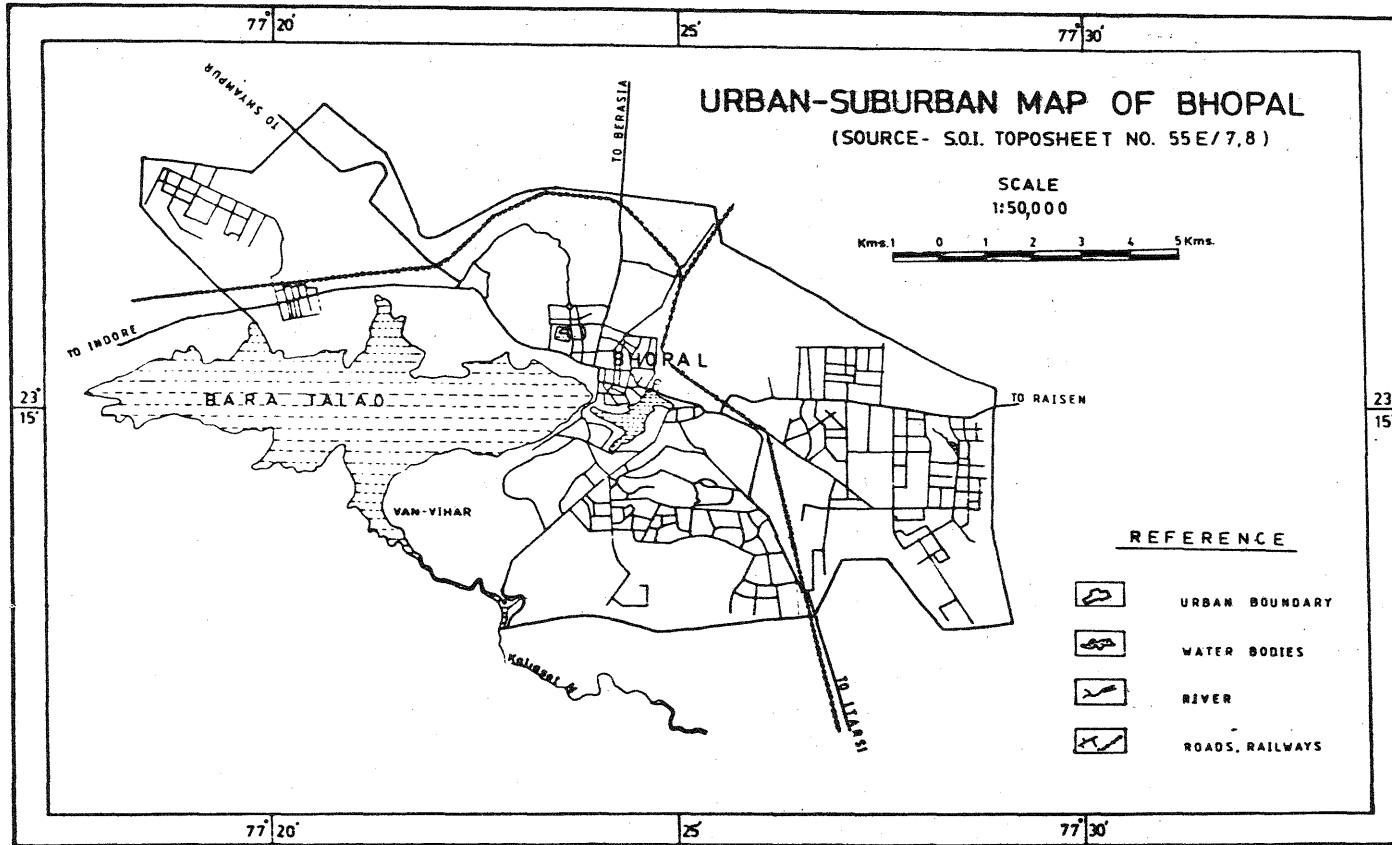 77° 20'
25'
77° 30'
URBAN-SUBURBAN MAP OF BHOPAL
(SOURCE- S.O.I. TOPOSHEET NO. 55E/7,8)
SCALE
1:50,000
Kms.1 0 1 2 3 4 5 Kms.
TO SHYAMPUR
TO BERASIA
TO INDORE
BHOPAL
TO RAISEN
BARA TALAO
23°
15'
23°
15'
VAN-VIHAR
Kaliasot N
TO ITARSI
REFERENCE
URBAN BOUNDARY
WATER BODIES
RIVER
ROADS, RAILWAYS
77° 20'
25'
77° 30'